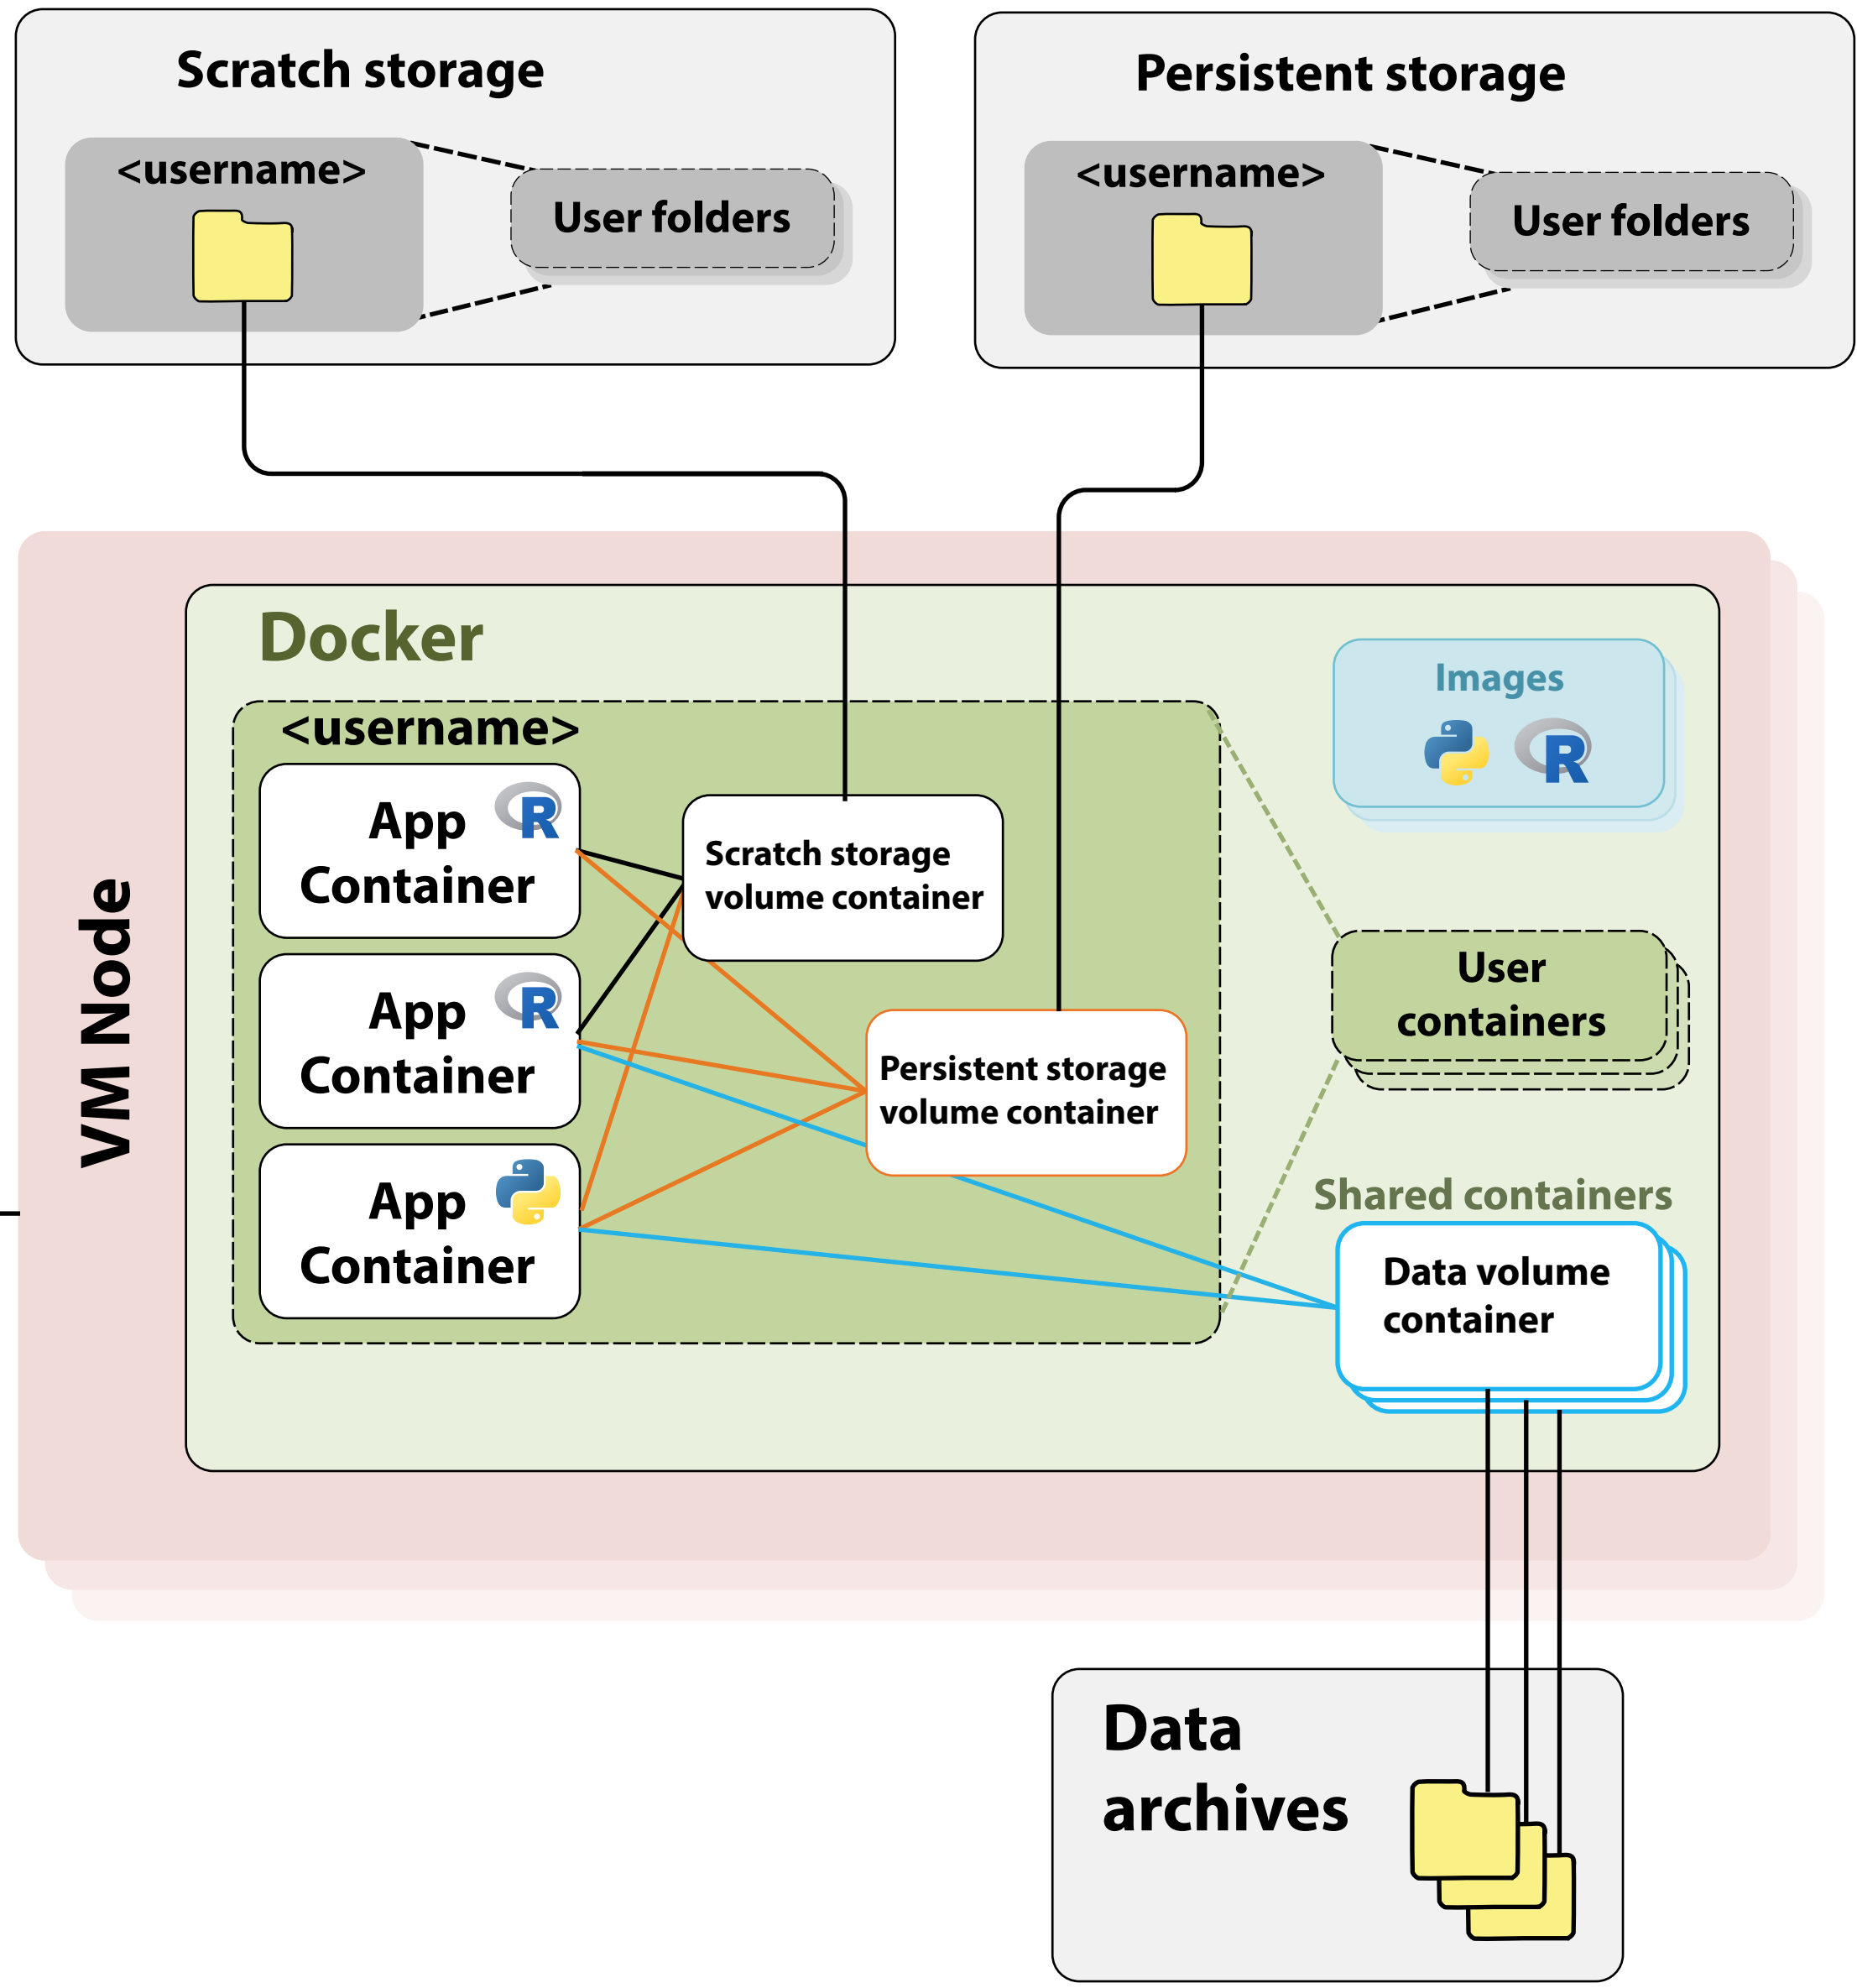 Scratch storage
<username>
User folders
Persistent storage
<username>
User folders
VM Node
Docker
<username>
App
Container
R
App
Container
R
App
Container
Scratch storage
volume container
Persistent storage
volume container
Images
R
User
containers
Shared containers
Data volume
container
Data
archives